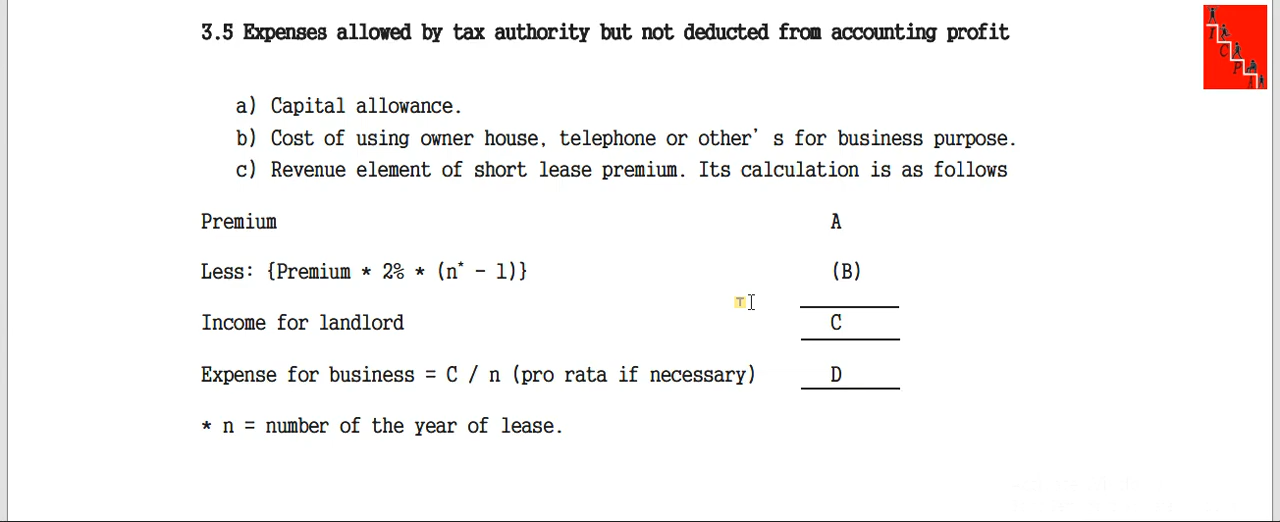 3.5 Expenses allowed by tax authority but not deducted from accounting profit
T
C
P
A
a) Capital allowance.
b) Cost of using owner house, telephone or other' s for business purpose.
c) Revenue element of short lease premium. Its calculation is as follows
Premium A
Less: {Premium * 2% * (n* - 1)} (B)
T
Income for landlord C
Expense for business = C / n (pro rata if necessary) D
* n = number of the year of lease.